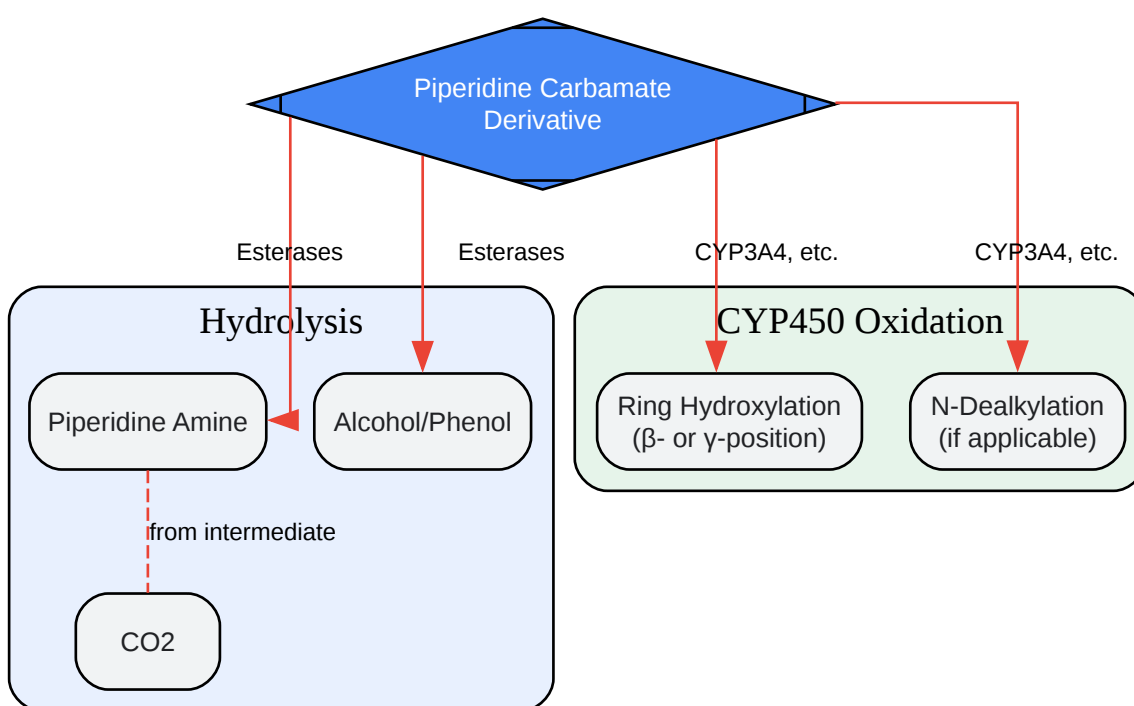 Piperidine Carbamate
Derivative
Esterases
Esterases
CYP3A4, etc.
CYP3A4, etc.
Hydrolysis
CYP450 Oxidation
Piperidine Amine
Alcohol/Phenol
Ring Hydroxylation
(β- or γ-position)
N-Dealkylation
(if applicable)
from intermediate
CO2